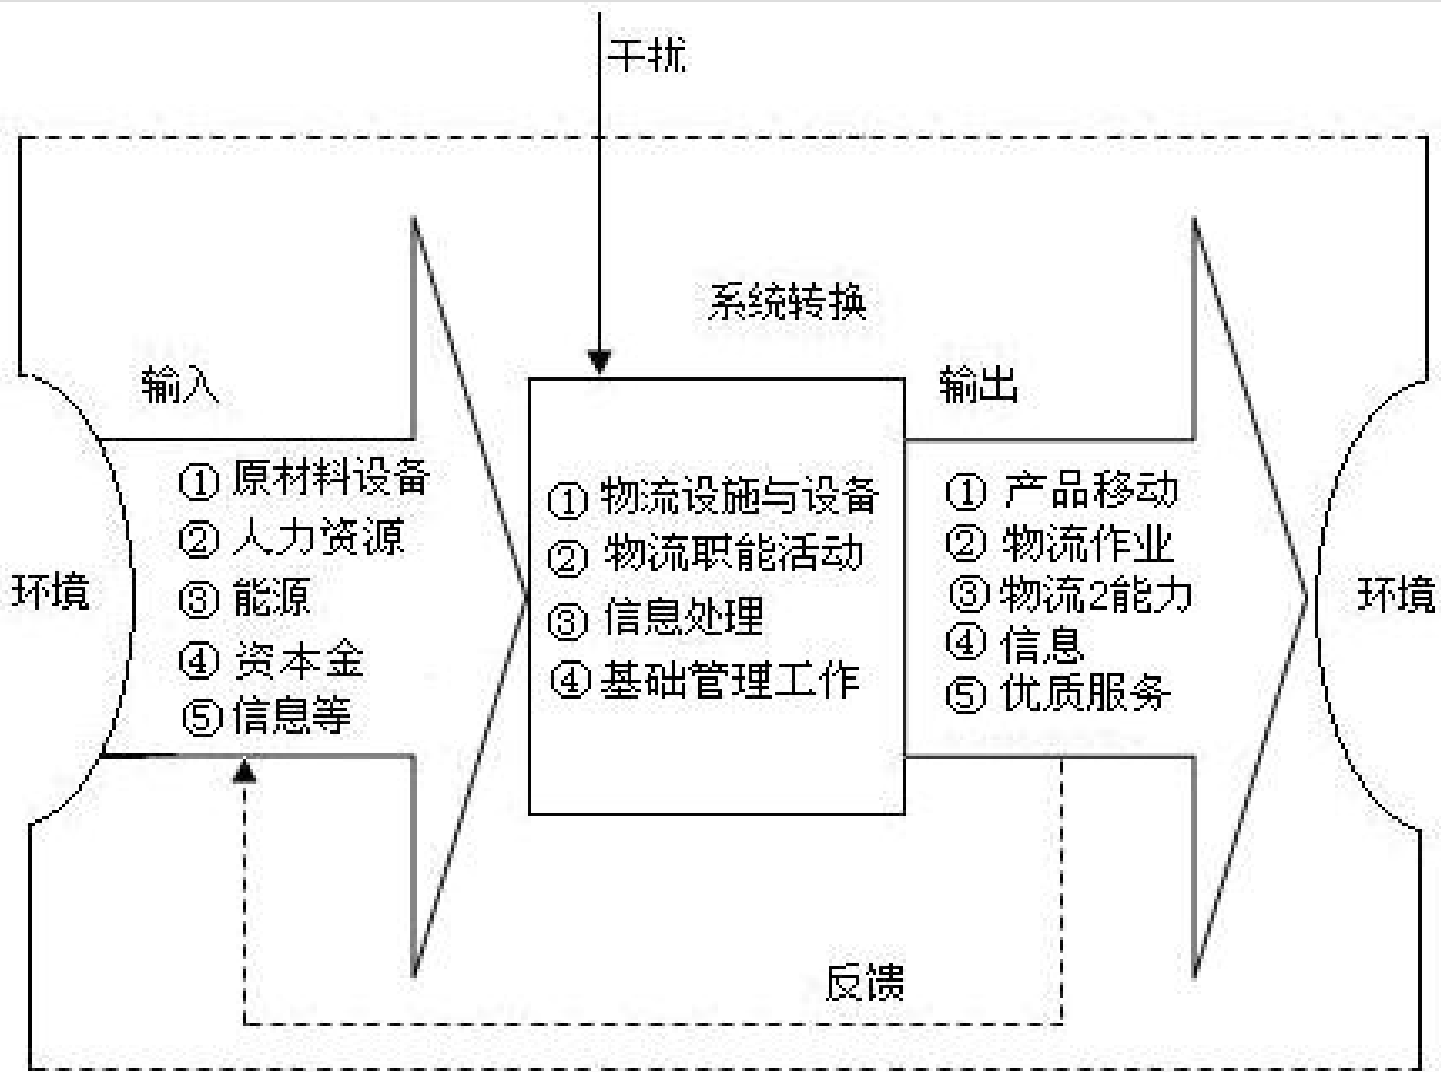 干扰
系统转换
输入
输出
① 原材料设备
② 人力资源
③ 能源
④ 资本金
⑤ 信息等
① 物流设施与设备
② 物流职能活动
③ 信息处理
④ 基础管理工作
① 产品移动
② 物流作业
③ 物流2能力
④ 信息
⑤ 优质服务
环境
环境
反馈